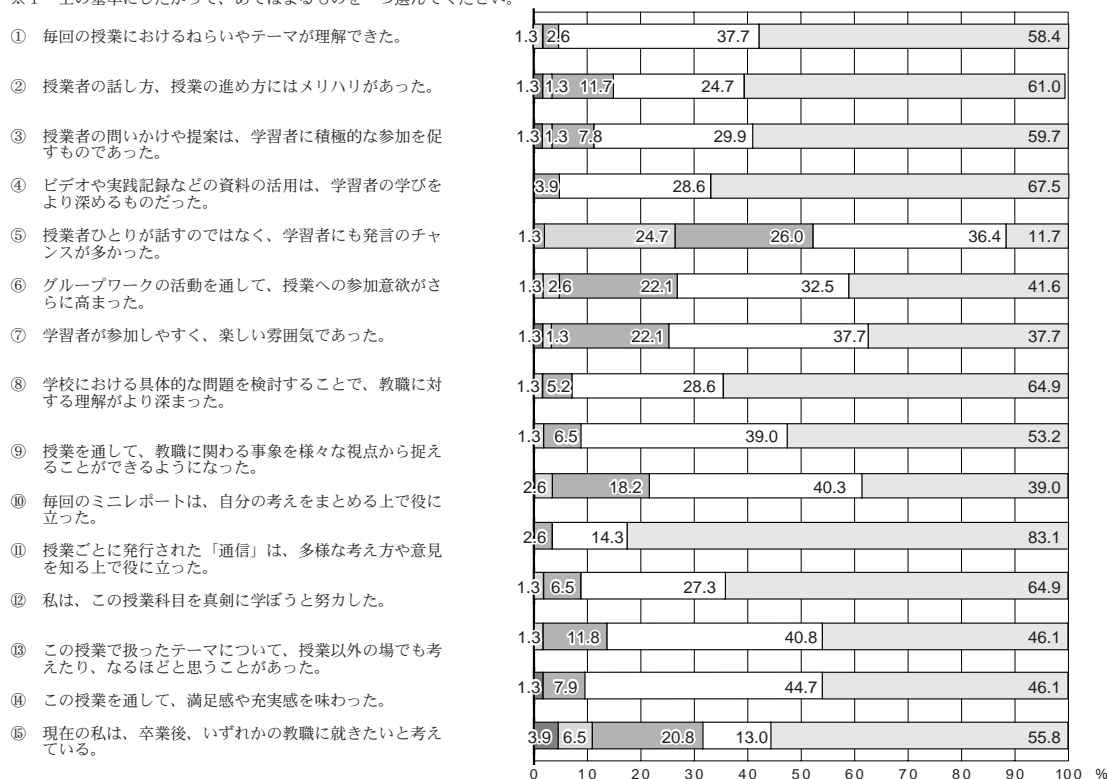 ① 毎回の授業におけるねらいやテーマが理解できた。
1.3 2.6 37.7 58.4
② 授業者の話し方、授業の進め方にはメリハリがあった。
1.3 1.3 11.7 24.7 61.0
③ 授業者の問いかけや提案は、学習者に積極的な参加を促
すものであった。
1.3 1.3 7.8 29.9 59.7
④ ビデオや実践記録などの資料の活用は、学習者の学びを
より深めるものだった。
3.9 28.6 67.5
⑤ 授業者ひとりが話すのではなく、学習者にも発言のチャ
ンスが多かった。
1.3 24.7 26.0 36.4 11.7
⑥ グループワークの活動を通して、授業への参加意欲がさ
らに高まった。
1.3 2.6 22.1 32.5 41.6
⑦ 学習者が参加しやすく、楽しい雰囲気であった。
1.3 1.3 22.1 37.7 37.7
⑧ 学校における具体的な問題を検討することで、教職に対
する理解がより深まった。
1.3 5.2 28.6 64.9
⑨ 授業を通して、教職に関わる事象を様々な視点から捉え
ることができるようになった。
1.3 6.5 39.0 53.2
⑩ 毎回のミニレポートは、自分の考えをまとめる上で役に
立った。
2.6 18.2 40.3 39.0
⑪ 授業ごとに発行された「通信」は、多様な考え方や意見
を知る上で役に立った。
2.6 14.3 83.1
⑫ 私は、この授業科目を真剣に学ぼうと努力した。
1.3 6.5 27.3 64.9
⑬ この授業で扱ったテーマについて、授業以外の場でも考
えたり、なるほどと思うことがあった。
1.3 11.8 40.8 46.1
⑭ この授業を通して、満足感や充実感を味わった。
1.3 7.9 44.7 46.1
⑮ 現在の私は、卒業後、いずれかの教職に就きたいと考え
ている。
3.9 6.5 20.8 13.0 55.8
0 10 20 30 40 50 60 70 80 90 100 %